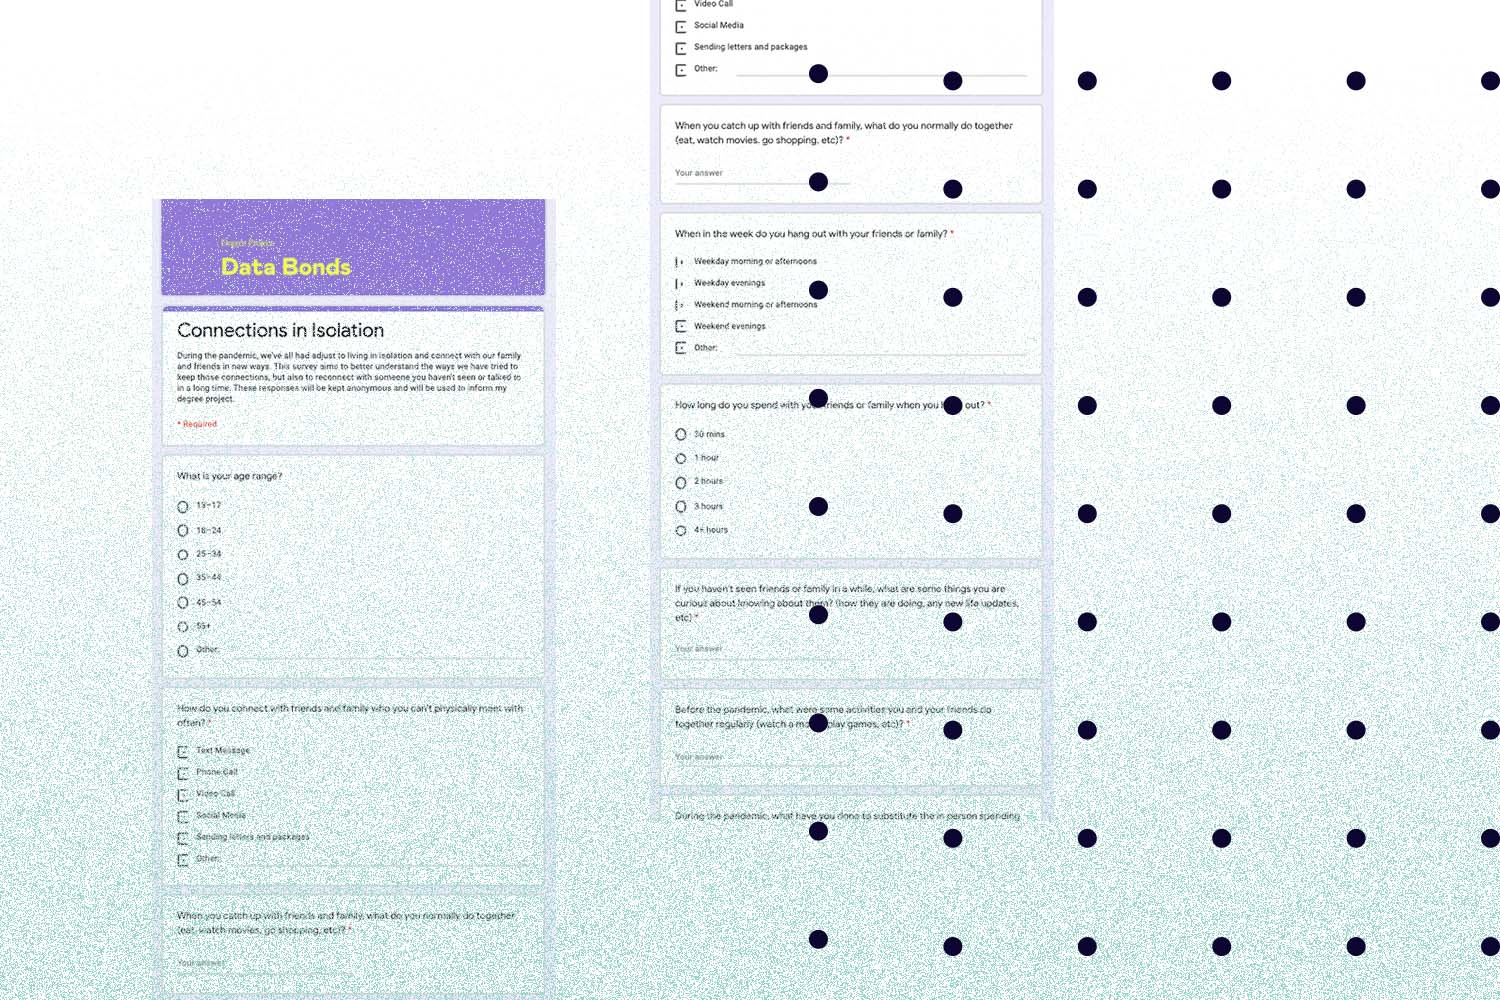 Degree Project
Data Bonds
Connections in Isolation
During the pandemic, we've all had adjust to living in isolation and connect with our family
and friends in new ways. This survey aims to better understand the ways we have tried to
keep those connections, but also to reconnect with someone you haven't seen or talked to
in a long time. These responses will be kept anonymous and will be used to inform my
degree project.
* Required
What is your age range?
13-17
18-24
25-34
35-44
45-54
55+
Other:
How do you connect with friends and family who you can't physically meet with
often? *
Text Message
Phone Call
Video Call
Social Media
Sending letters and packages
Other:
When you catch up with friends and family, what do you normally do together
(eat, watch movies, go shopping, etc)? *
Your answer
Video Call
Social Media
Sending letters and packages
Other:
When you catch up with friends and family, what do you normally do together
(eat, watch movies, go shopping, etc)? *
Your answer
When in the week do you hang out with your friends or family? *
Weekday morning or afternoons
Weekday evenings
Weekend morning or afternoons
Weekend evenings
Other:
How long do you spend with your friends or family when you out? *
30 mins
1 hour
2 hours
3 hours
4+ hours
If you haven't seen friends or family in a while, what are some things you are
curious about knowing about them? (how they are doing, any new life updates,
etc) *
Your answer
Before the pandemic, what were some activities you and your friends do
together regularly (watch a play games, etc)? *
Your answer
During the pandemic, what have you done to substitute the in person spending